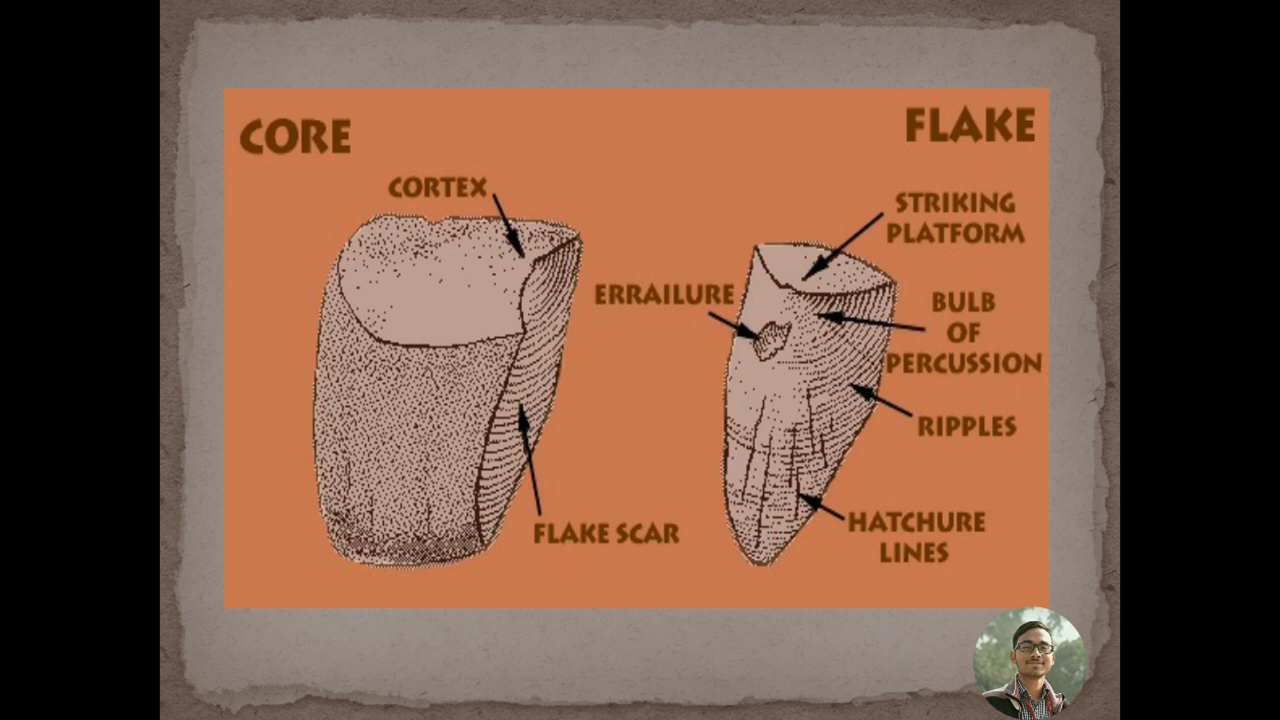 CORE
FLAKE
CORTEX
STRIKING
PLATFORM
ERRAILURE
BULB
OF
PERCUSSION
RIPPLES
HATCHURE
LINES
FLAKE SCAR